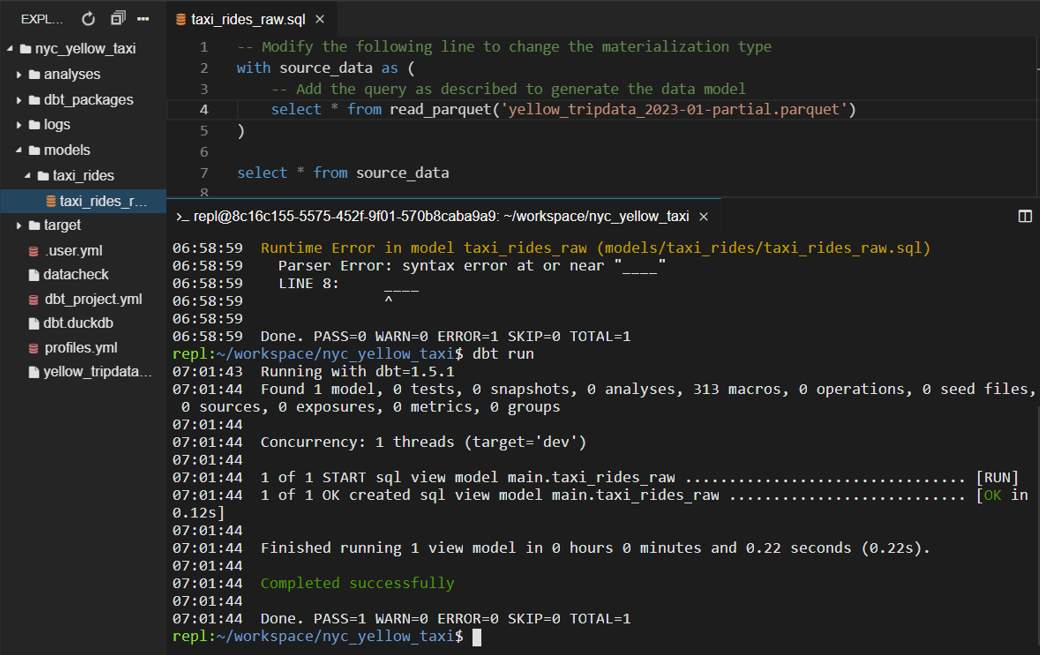 EXPL...
nyc_yellow_taxi
analyses
dbt_packages
logs
models
taxi_rides
taxi_rides_r...
target
.user.yml
datacheck
dbt_project.yml
dbt.duckdb
profiles.yml
yellow_tripdata...
taxi_rides_raw.sql ×
1 -- Modify the following line to change the materialization type
2 with source_data as (
3 -- Add the query as described to generate the data model
4 select * from read_parquet('yellow_tripdata_2023-01-partial.parquet')
5 )
6
7 select * from source_data
8
>_ repl@8c16c155-5575-452f-9f01-570b8caba9a9: ~/workspace/nyc_yellow_taxi ×
06:58:59 Runtime Error in model taxi_rides_raw (models/taxi_rides/taxi_rides_raw.sql)
06:58:59 Parser Error: syntax error at or near "____"
06:58:59 LINE 8: ____
06:58:59 ^
06:58:59
06:58:59 Done. PASS=0 WARN=0 ERROR=1 SKIP=0 TOTAL=1
repl:~/workspace/nyc_yellow_taxi$ dbt run
07:01:43 Running with dbt=1.5.1
07:01:44 Found 1 model, 0 tests, 0 snapshots, 0 analyses, 313 macros, 0 operations, 0 seed files,
0 sources, 0 exposures, 0 metrics, 0 groups
07:01:44
07:01:44 Concurrency: 1 threads (target='dev')
07:01:44
07:01:44 1 of 1 START sql view model main.taxi_rides_raw ................................ [RUN]
07:01:44 1 of 1 OK created sql view model main.taxi_rides_raw ........................... [OK in
0.12s]
07:01:44
07:01:44 Finished running 1 view model in 0 hours 0 minutes and 0.22 seconds (0.22s).
07:01:44
07:01:44 Completed successfully
07:01:44
07:01:44 Done. PASS=1 WARN=0 ERROR=0 SKIP=0 TOTAL=1
repl:~/workspace/nyc_yellow_taxi$